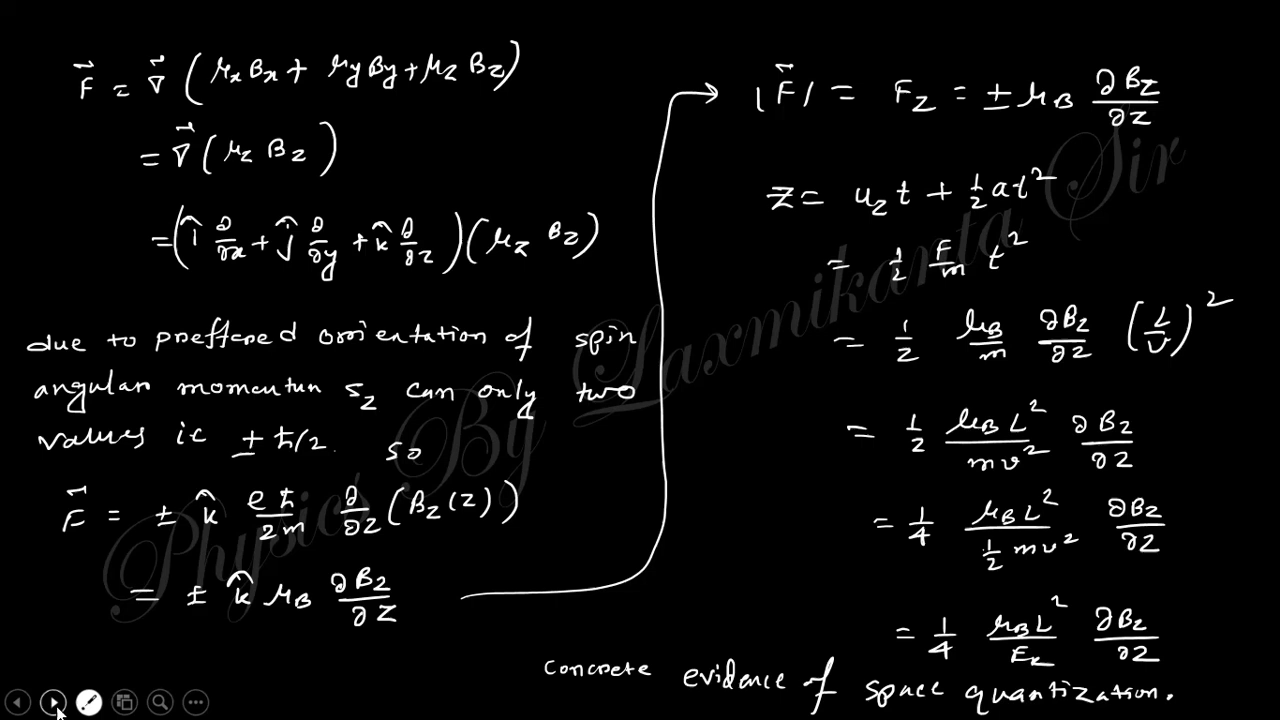 F⃗ = ∇⃗ (μx Bx + μy By + μz Bz)
= ∇⃗ (μz Bz)
= (î ∂/∂x + ĵ ∂/∂y + k̂ ∂/∂z) (μz Bz)
due to preffered orientation of spin
angular momentum Sz can only two
values ie ± ħ/2. so
F⃗ = ± k̂ eħ/2m ∂/∂z (Bz(z))
= ± k̂ μB ∂Bz/∂z
|F⃗| = Fz = ± μB ∂Bz/∂z
z = uz t + 1/2 at²
= 1/2 F/m t²
= 1/2 μB/m ∂Bz/∂z (L/v)²
= 1/2 μB L²/mv² ∂Bz/∂z
= 1/4 μB L²/(1/2 mv²) ∂Bz/∂z
= 1/4 μB L²/Ek ∂Bz/∂z
concrete evidence of space quantization.
Physics By Laxmikanta Sir